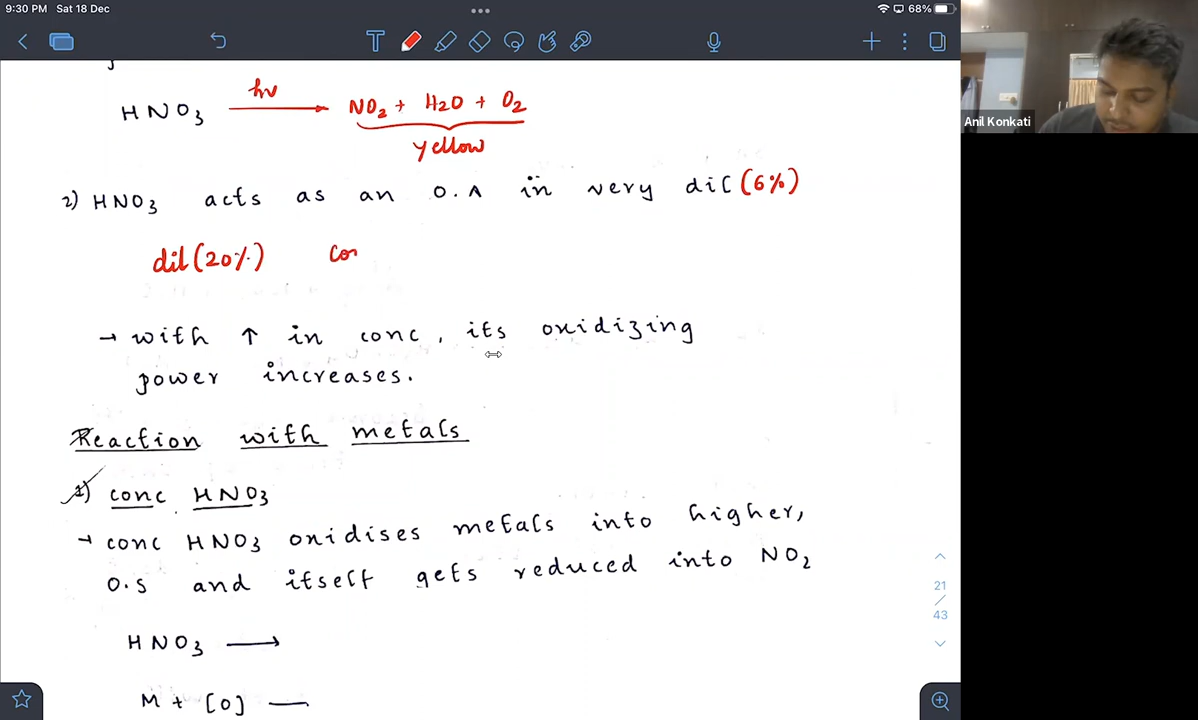 9:30 PM Sat 18 Dec
68%
Anil Konkati
HNO3 hν → NO2 + H2O + O2
yellow
2) HNO3 acts as an O.A in very dil (6%)
dil (20%) Con
→ with ↑ in conc, its oxidizing
power increases.
Reaction with metals
1) conc HNO3
→ conc HNO3 oxidises metals into higher,
O.S and itself gets reduced into NO2
HNO3 →
M + [O] —
21
/
43